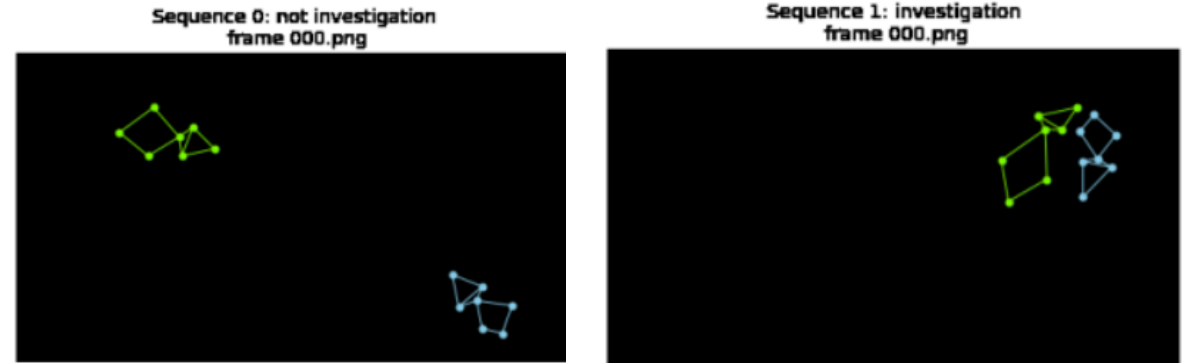 Sequence 0: not investigation
frame 000.png
Sequence 1: investigation
frame 000.png